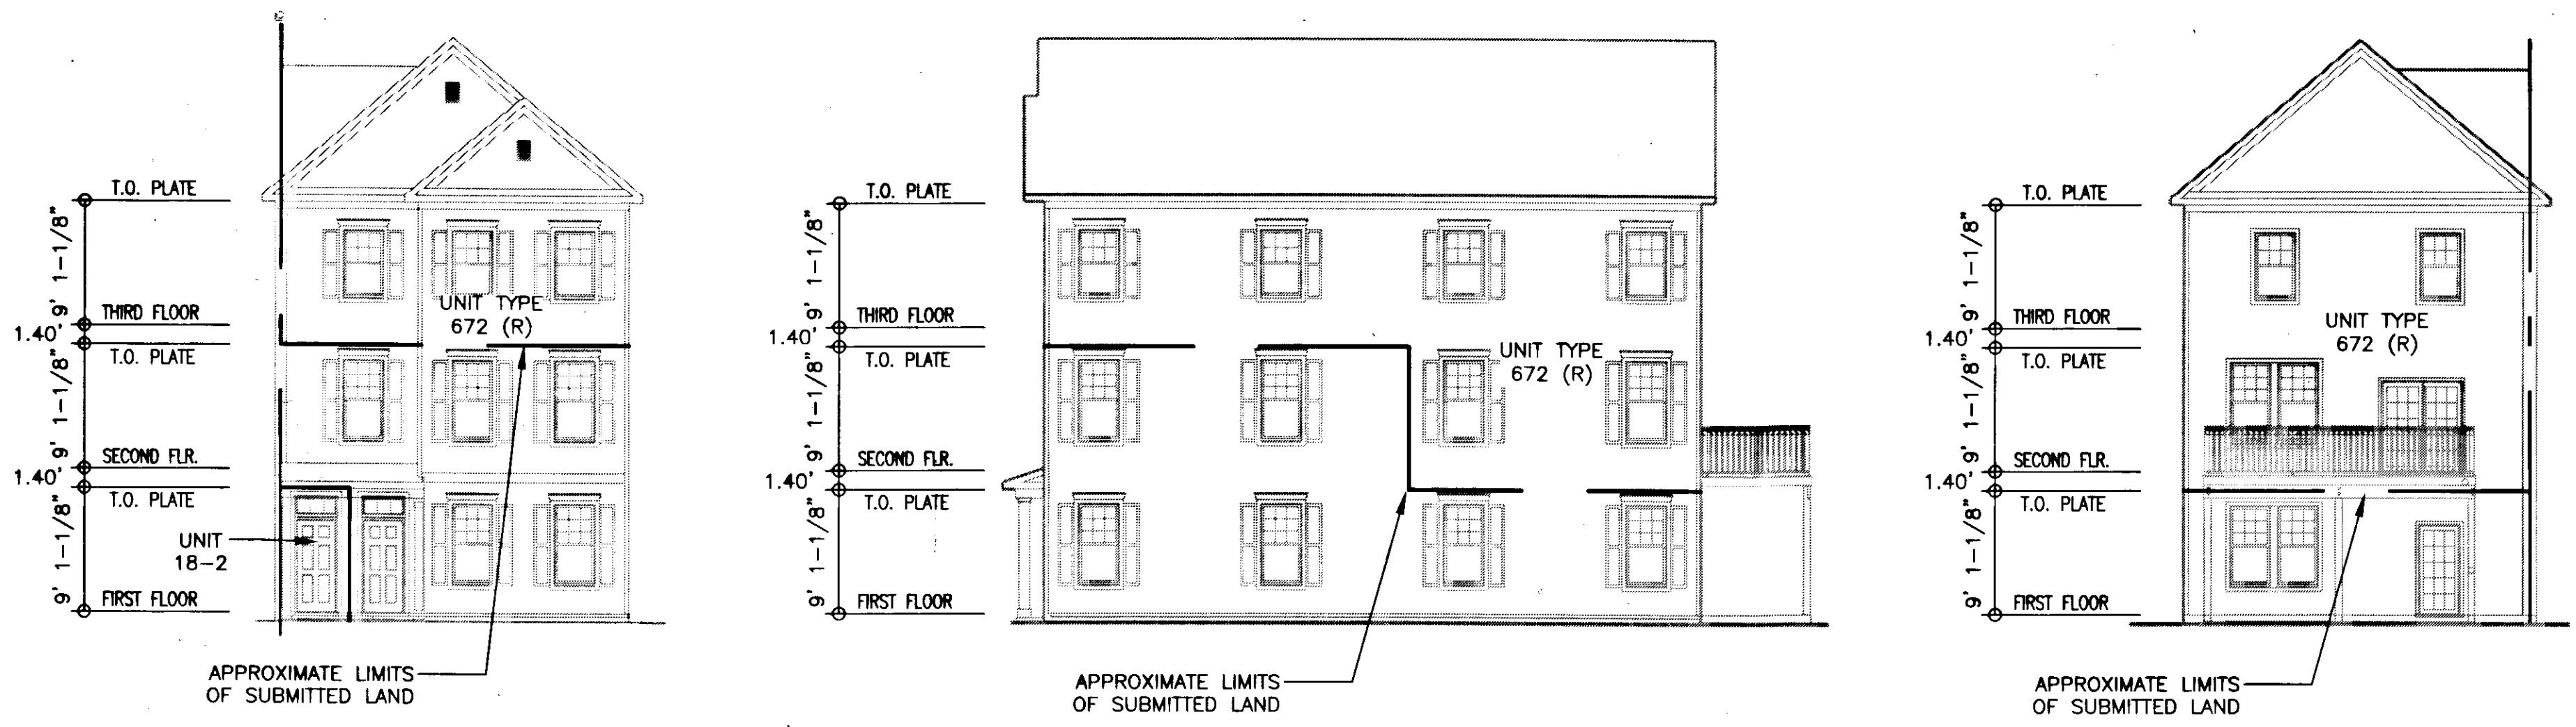 T.O. PLATE
9' 1-1/8"
THIRD FLOOR
1.40'
T.O. PLATE
9' 1-1/8"
SECOND FLR.
1.40'
T.O. PLATE
9' 1-1/8"
FIRST FLOOR
UNIT
18-2
UNIT TYPE
672 (R)
APPROXIMATE LIMITS
OF SUBMITTED LAND
T.O. PLATE
9' 1-1/8"
THIRD FLOOR
1.40'
T.O. PLATE
9' 1-1/8"
SECOND FLR.
1.40'
T.O. PLATE
9' 1-1/8"
FIRST FLOOR
UNIT TYPE
672 (R)
APPROXIMATE LIMITS
OF SUBMITTED LAND
T.O. PLATE
9' 1-1/8"
THIRD FLOOR
1.40'
T.O. PLATE
9' 1-1/8"
SECOND FLR.
1.40'
T.O. PLATE
9' 1-1/8"
FIRST FLOOR
UNIT TYPE
672 (R)
APPROXIMATE LIMITS
OF SUBMITTED LAND